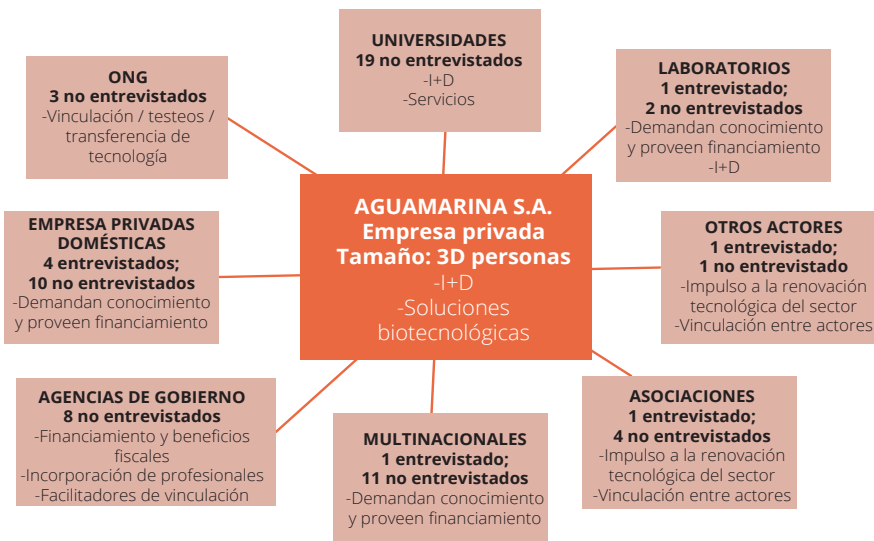 UNIVERSIDADES
19 no entrevistados
-I+D
-Servicios
ONG
3 no entrevistados
-Vinculación / testeos /
transferencia de
tecnología
LABORATORIOS
1 entrevistado;
2 no entrevistados
-Demandan conocimiento
y proveen financiamiento
-I+D
AGUAMARINA S.A.
Empresa privada
Tamaño: 3D personas
-I+D
-Soluciones
biotecnológicas
EMPRESA PRIVADAS
DOMÉSTICAS
4 entrevistados;
10 no entrevistados
-Demandan conocimiento
y proveen financiamiento
OTROS ACTORES
1 entrevistado;
1 no entrevistado
-Impulso a la renovación
tecnológica del sector
-Vinculación entre actores
AGENCIAS DE GOBIERNO
8 no entrevistados
-Financiamiento y beneficios
fiscales
-Incorporación de profesionales
-Facilitadores de vinculación
MULTINACIONALES
1 entrevistado;
11 no entrevistados
-Demandan conocimiento
y proveen financiamiento
ASOCIACIONES
1 entrevistado;
4 no entrevistados
-Impulso a la renovación
tecnológica del sector
-Vinculación entre actores